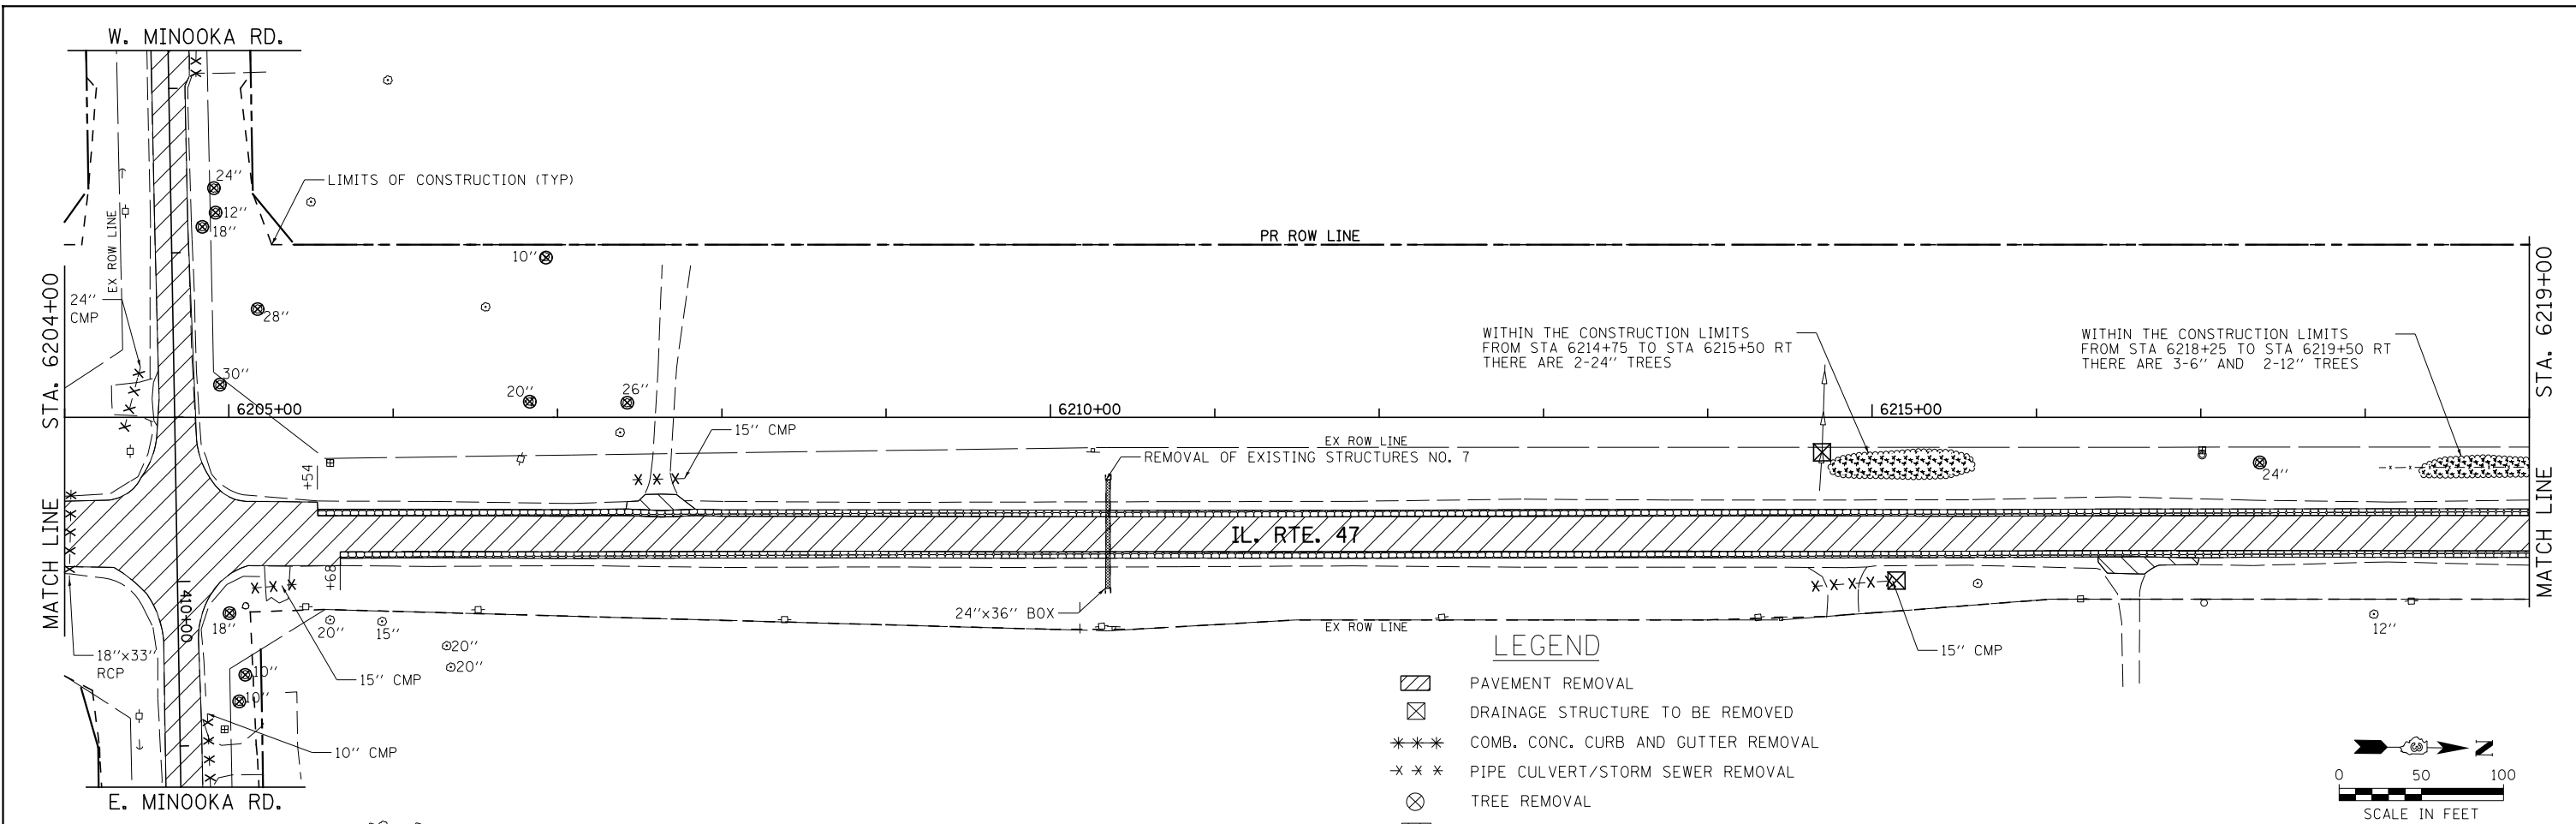 W. MINOOKA RD.
24"
12"
18"
LIMITS OF CONSTRUCTION (TYP)
EX ROW LINE
PR ROW LINE
10"
28"
24"
CMP
30"
20"
26"
STA. 6204+00
MATCH LINE
6205+00
6210+00
6215+00
WITHIN THE CONSTRUCTION LIMITS
FROM STA 6214+75 TO STA 6215+50 RT
THERE ARE 2-24" TREES
WITHIN THE CONSTRUCTION LIMITS
FROM STA 6218+25 TO STA 6219+50 RT
THERE ARE 3-6" AND 2-12" TREES
STA. 6219+00
MATCH LINE
15" CMP
EX ROW LINE
REMOVAL OF EXISTING STRUCTURES NO. 7
+54
24"
IL. RTE. 47
+68
410+00
24"x36" BOX
EX ROW LINE
18"
20"
15"
20"
20"
12"
18"x33"
RCP
10"
10"
15" CMP
15" CMP
10" CMP
E. MINOOKA RD.
LEGEND
PAVEMENT REMOVAL
DRAINAGE STRUCTURE TO BE REMOVED
COMB. CONC. CURB AND GUTTER REMOVAL
PIPE CULVERT/STORM SEWER REMOVAL
TREE REMOVAL
N
0 50 100
SCALE IN FEET